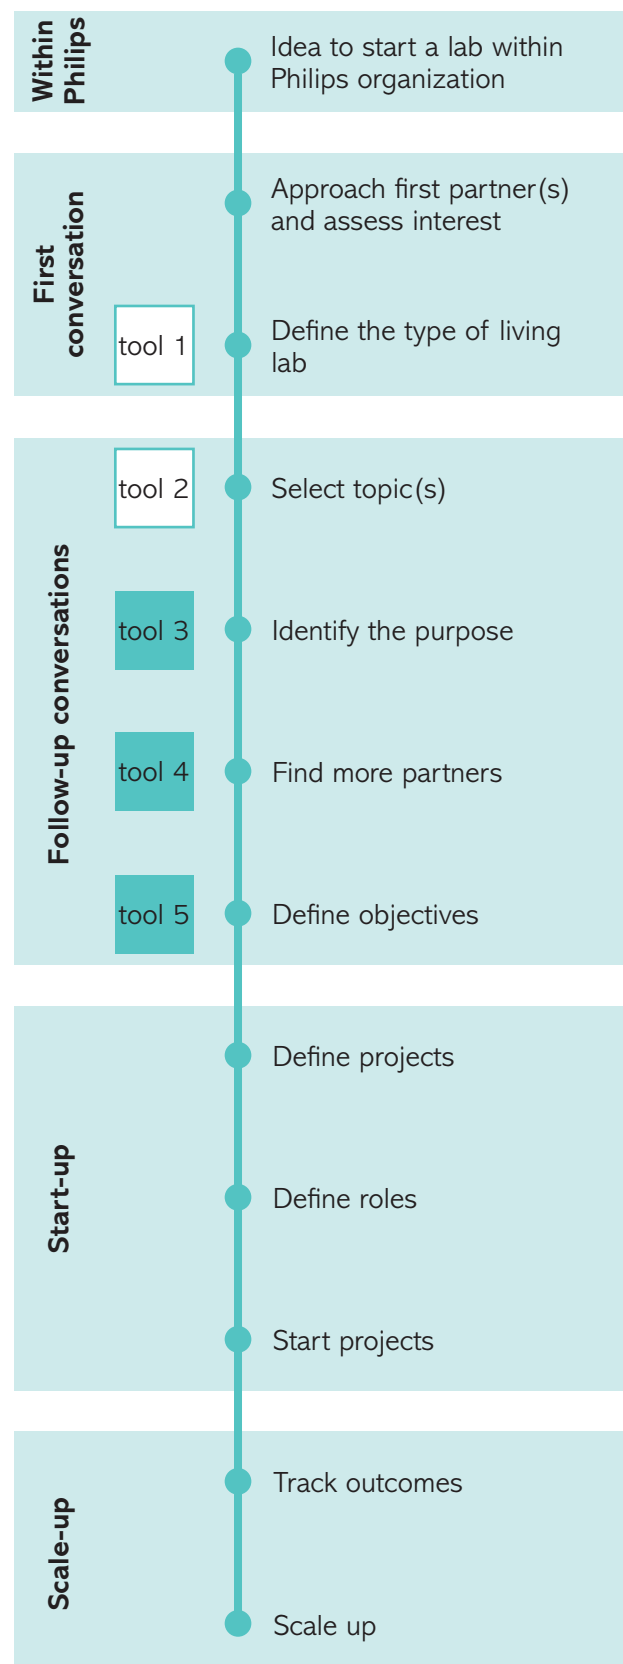 Within
Philips
Idea to start a lab within
Philips organization
First
conversation
Approach first partner(s)
and assess interest
tool 1
Define the type of living
lab
Follow-up conversations
tool 2
Select topic(s)
tool 3
Identify the purpose
tool 4
Find more partners
tool 5
Define objectives
Start-up
Define projects
Define roles
Start projects
Scale-up
Track outcomes
Scale up